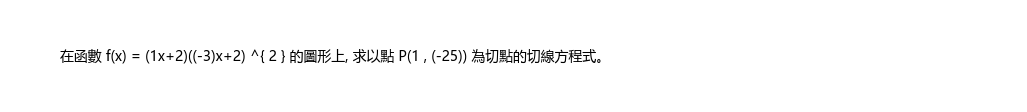 在函數 f(x) = (1x+2)((-3)x+2) ^{ 2 } 的圖形上, 求以點 P(1 , (-25)) 為切點的切線方程式。